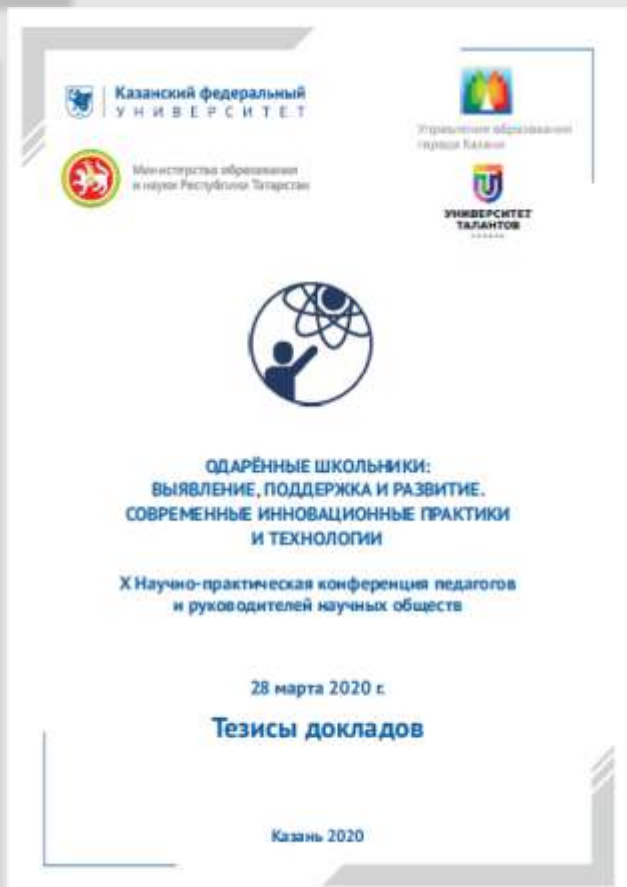 Казанский федеральный
УНИВЕРСИТЕТ
Министерство образования
и науки Республики Татарстан
Управление образования
города Казани
УНИВЕРСИТЕТ
ТАЛАНТОВ
ОДАРЁННЫЕ ШКОЛЬНИКИ:
ВЫЯВЛЕНИЕ, ПОДДЕРЖКА И РАЗВИТИЕ.
СОВРЕМЕННЫЕ ИННОВАЦИОННЫЕ ПРАКТИКИ
И ТЕХНОЛОГИИ
X Научно-практическая конференция педагогов
и руководителей научных обществ
28 марта 2020 г.
Тезисы докладов
Казань 2020